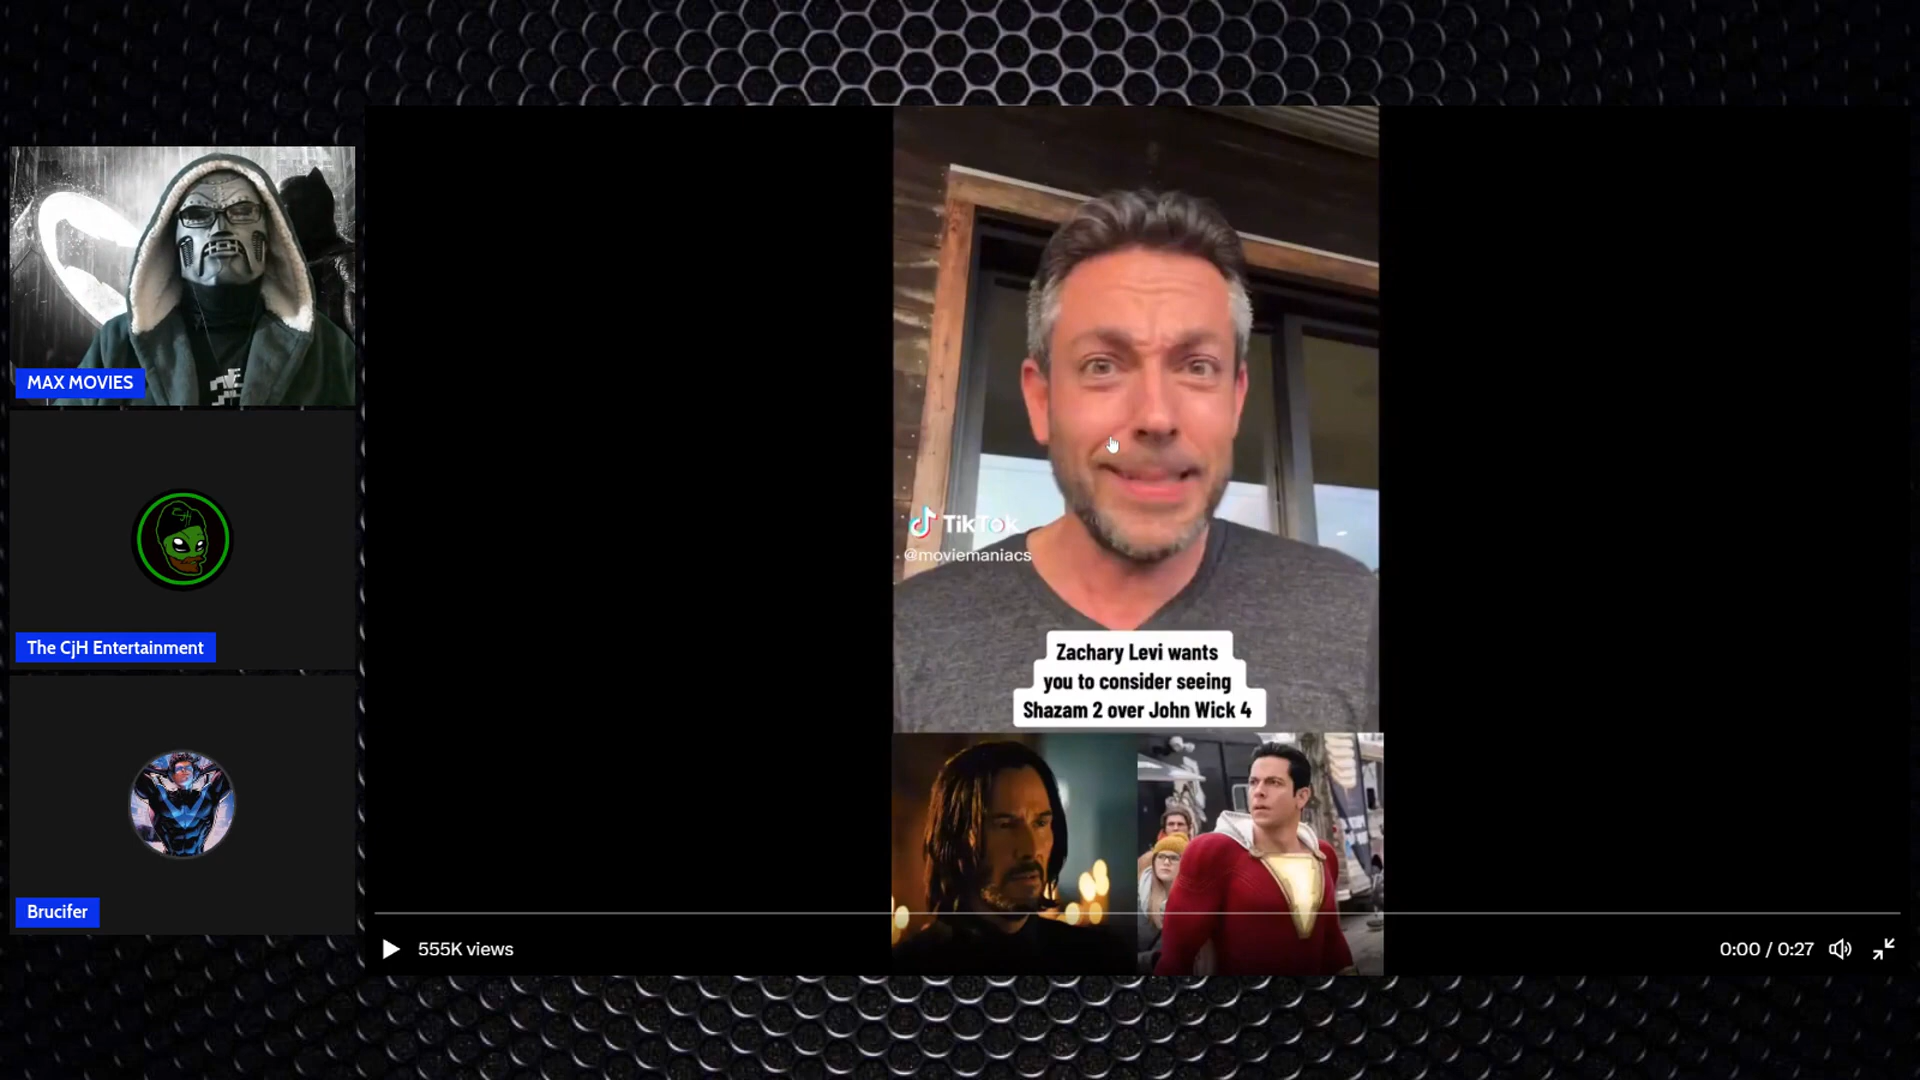 MAX MOVIES
The CjH Entertainment
Brucifer
TikTok
@moviemaniacs
Zachary Levi wants
you to consider seeing
Shazam 2 over John Wick 4
555K views
0:00 / 0:27